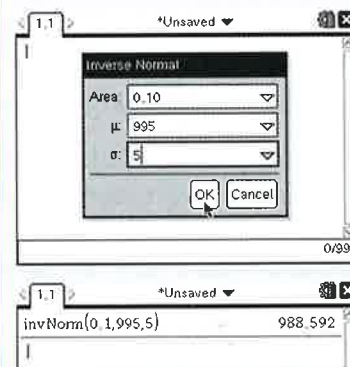 1.1 *Unsaved
Inverse Normal
Area: 0.10
μ: 995
σ: 5
OK Cancel
0/99
1.1 *Unsaved
invNorm(0.1,995,5) 988.592